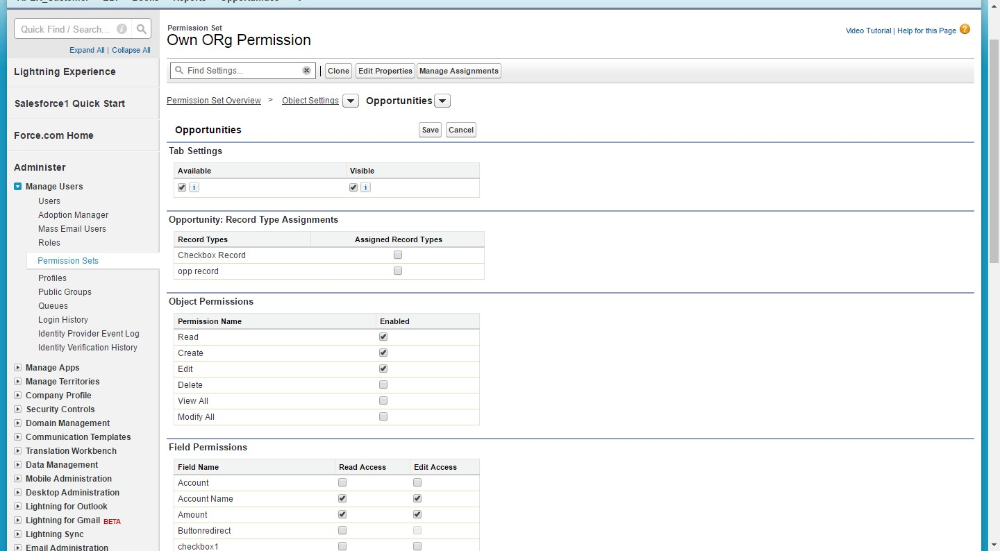 Quick Find / Search...
Expand All | Collapse All
Lightning Experience
Salesforce1 Quick Start
Force.com Home
Administer
Manage Users
Users
Adoption Manager
Mass Email Users
Roles
Permission Sets
Profiles
Public Groups
Queues
Login History
Identity Provider Event Log
Identity Verification History
Manage Apps
Manage Territories
Company Profile
Security Controls
Domain Management
Communication Templates
Translation Workbench
Data Management
Mobile Administration
Desktop Administration
Lightning for Outlook
Lightning for Gmail BETA
Lightning Sync
Email Administration
Permission Set
Own ORg Permission
Video Tutorial | Help for this Page ?
Find Settings... | Clone Edit Properties Manage Assignments
Permission Set Overview > Object Settings Opportunities
Opportunities Save Cancel
Tab Settings
Available Visible
i i
Opportunity: Record Type Assignments
Record Types Assigned Record Types
Checkbox Record
opp record
Object Permissions
Permission Name Enabled
Read
Create
Edit
Delete
View All
Modify All
Field Permissions
Field Name Read Access Edit Access
Account
Account Name
Amount
Buttonredirect
checkbox1